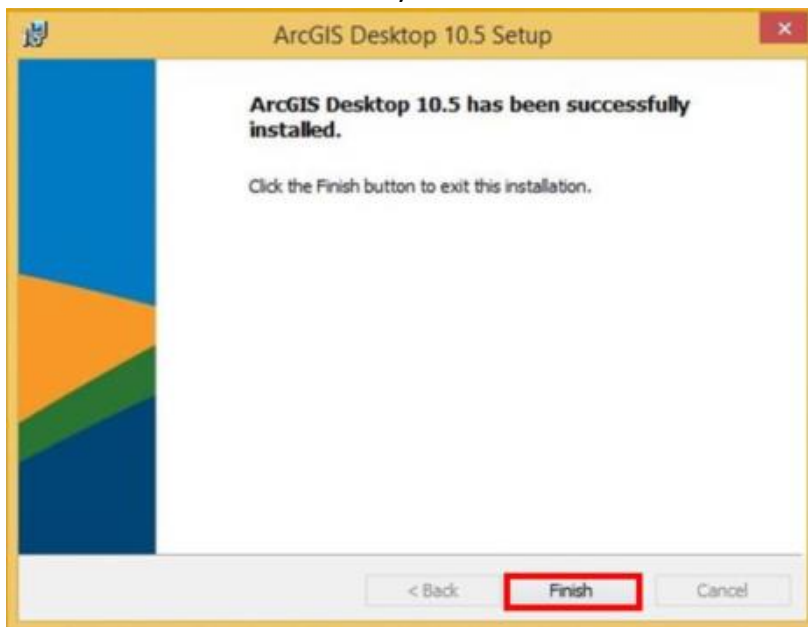 ArcGIS Desktop 10.5 Setup
ArcGIS Desktop 10.5 has been successfully
installed.
Click the Finish button to exit this installation.
< Back
Finish
Cancel